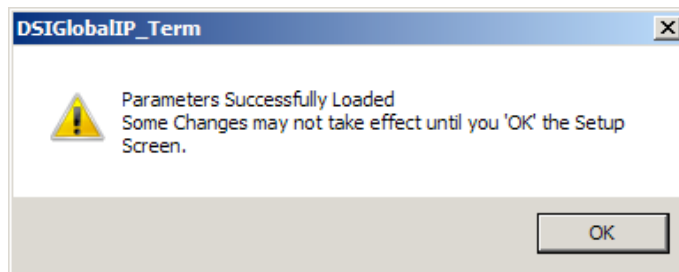 DSIGlobalIP_Term
Parameters Successfully Loaded
Some Changes may not take effect until you 'OK' the Setup
Screen.
OK